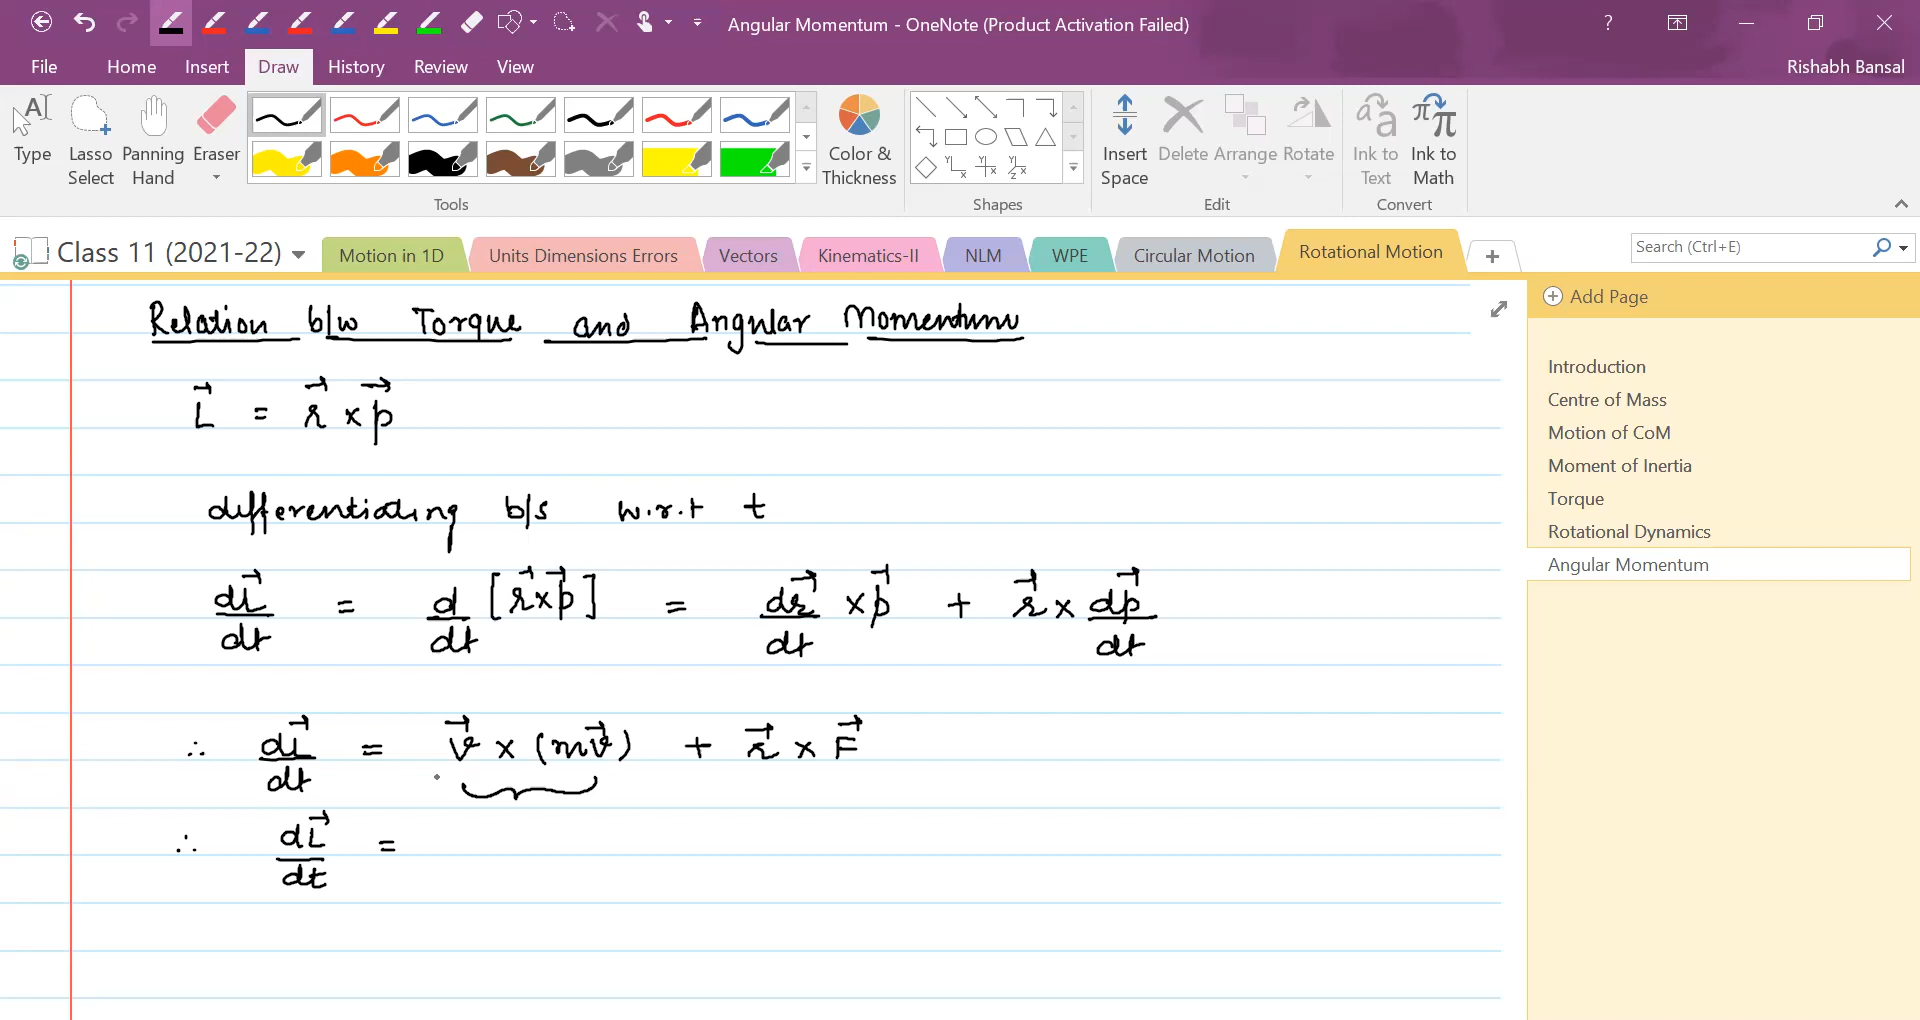 Angular Momentum - OneNote (Product Activation Failed)
?
File Home Insert Draw History Review View
Rishabh Bansal
Type
Lasso Select
Panning Hand
Eraser
Color & Thickness
Insert Space
Delete
Arrange
Rotate
Ink to Text
Ink to Math
Tools
Shapes
Edit
Convert
Class 11 (2021-22)
Motion in 1D
Units Dimensions Errors
Vectors
Kinematics-II
NLM
WPE
Circular Motion
Rotational Motion
Search (Ctrl+E)
Add Page
Introduction
Centre of Mass
Motion of CoM
Moment of Inertia
Torque
Rotational Dynamics
Angular Momentum
Relation b/w Torque and Angular Momentum
L⃗ = r⃗ × p⃗
differentiating b/s w.r.t t
dL⃗/dt = d/dt [r⃗ × p⃗] = dr⃗/dt × p⃗ + r⃗ × dp⃗/dt
∴ dL⃗/dt = v⃗ × (mv⃗) + r⃗ × F⃗
∴ dL⃗/dt =